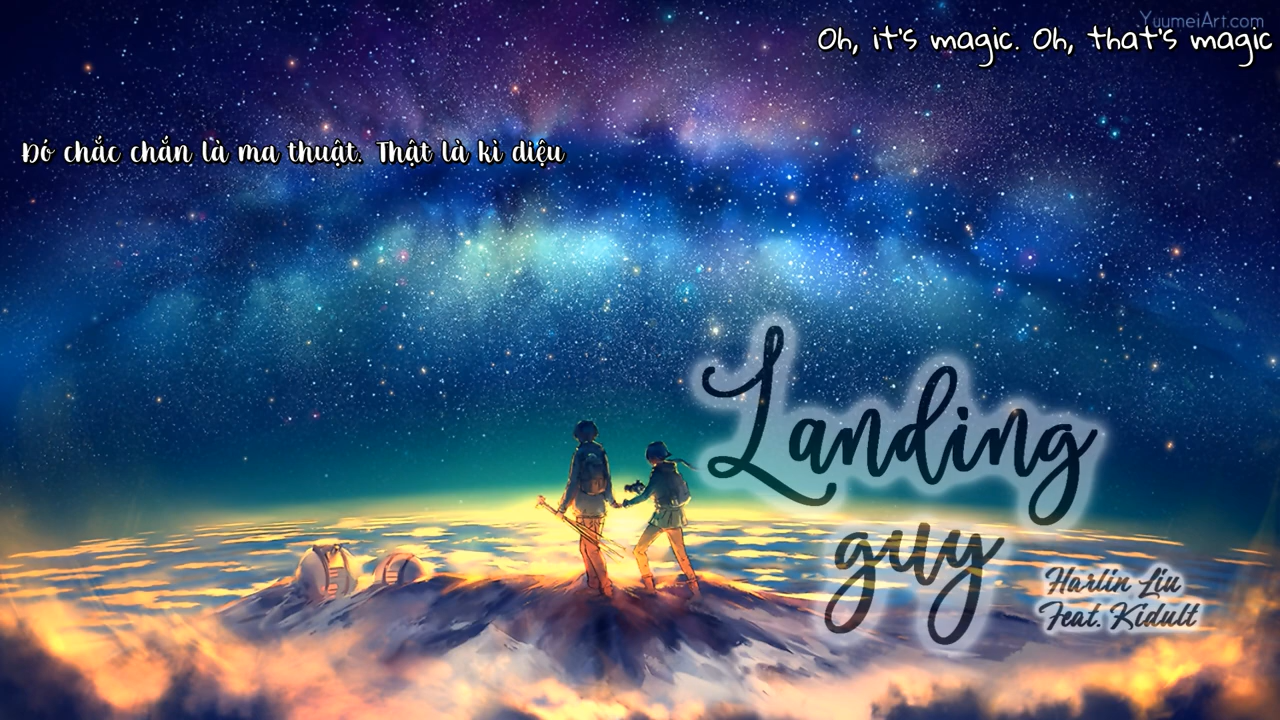 YuumeiArt.com
Oh, it's magic. Oh, that's magic
Đó chắc chắn là ma thuật. Thật là kì diệu
Landing
guy
Harlin Liu
Feat. Kidult